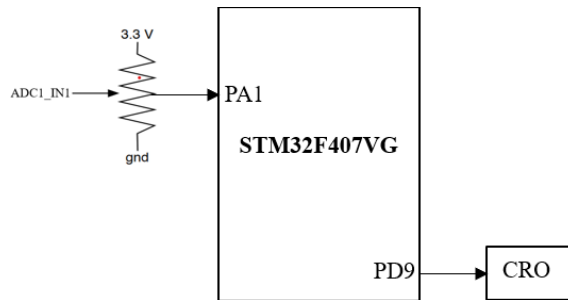 3.3 V
ADC1_IN1
PA1
gnd
STM32F407VG
PD9
CRO